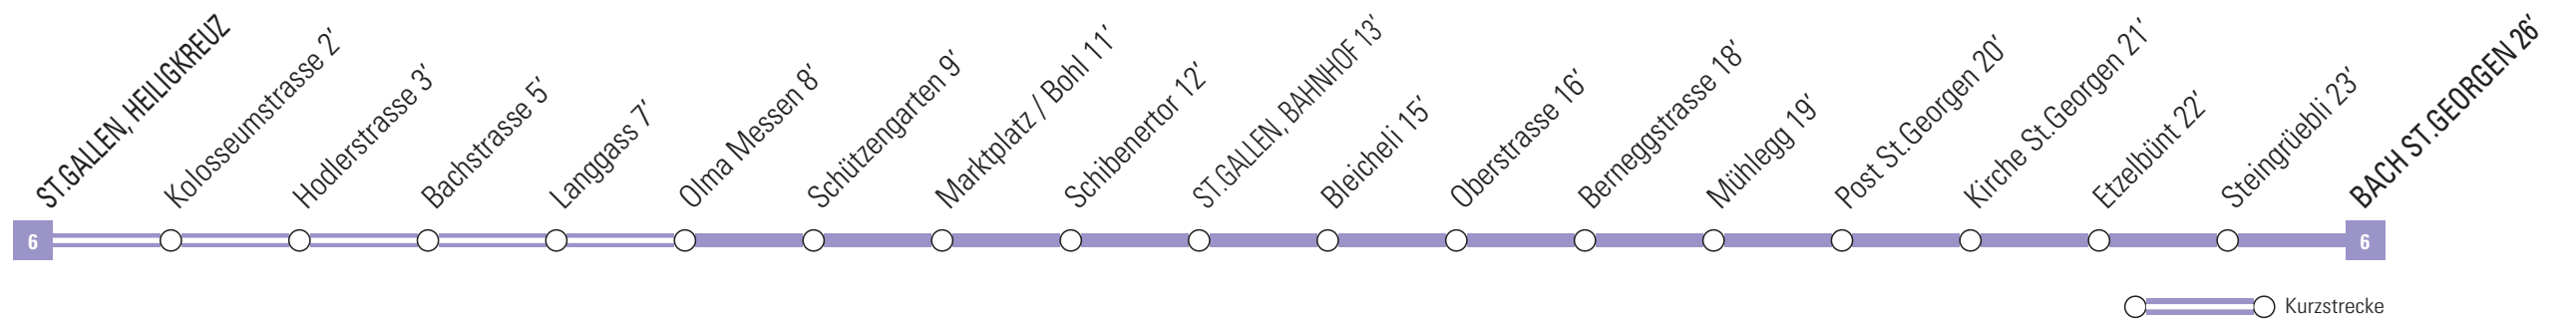 ST.GALLEN, HEILIGKREUZ
Kolosseumstrasse 2′
Hodlerstrasse 3′
Bachstrasse 5′
Langgass 7′
Olma Messen 8′
Schützengarten 9′
Marktplatz / Bohl 11′
Schibenertor 12′
ST.GALLEN, BAHNHOF 13′
Bleicheli 15′
Oberstrasse 16′
Berneggstrasse 18′
Mühlegg 19′
Post St.Georgen 20′
Kirche St.Georgen 21′
Etzelbünt 22′
Steingrüebli 23′
BACH ST.GEORGEN 26′
6
6
Kurzstrecke